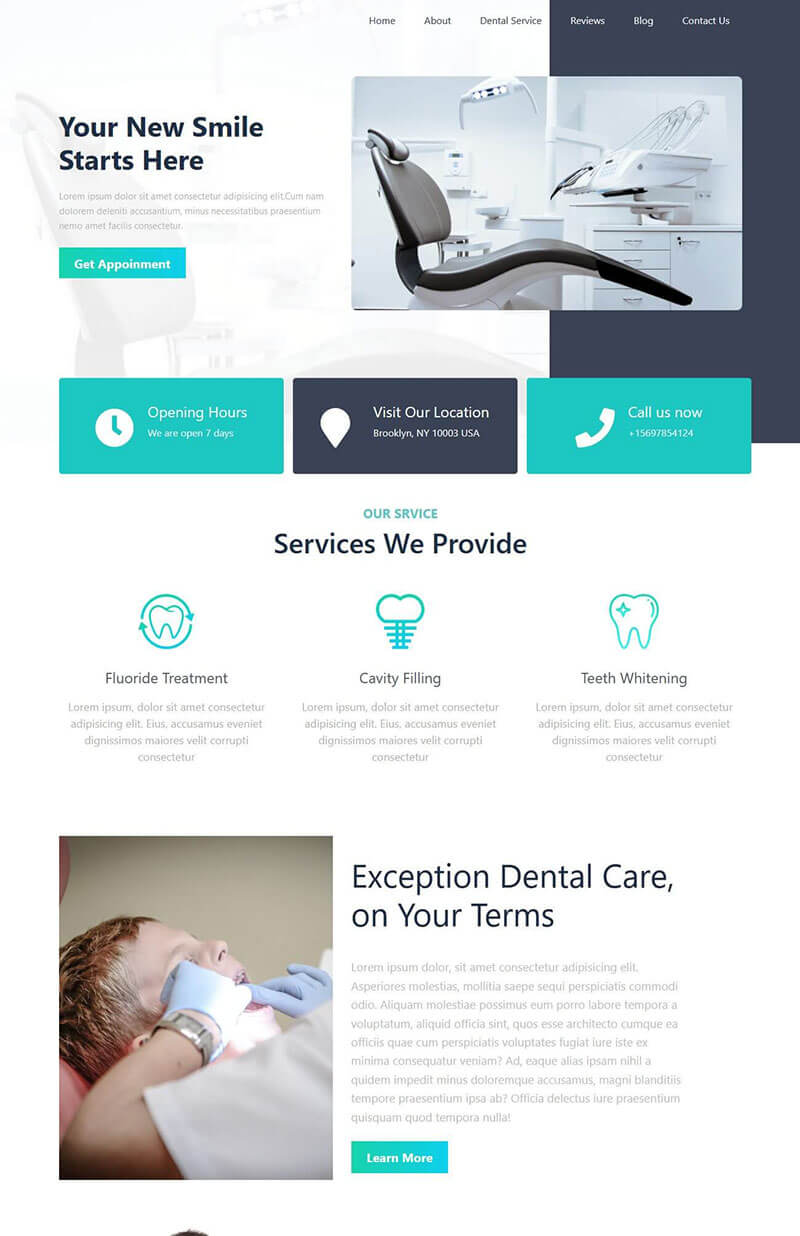 Home About Dental Service Reviews Blog Contact Us
Your New Smile
Starts Here
Lorem ipsum dolor sit amet consectetur adipisicing elit.Cum nam
dolorem deleniti accusantium, minus necessitatibus praesentium
nemo amet facilis consectetur.
Get Appoinment
Opening Hours
We are open 7 days
Visit Our Location
Brooklyn, NY 10003 USA
Call us now
+15697854124
OUR SRVICE
Services We Provide
Fluoride Treatment
Lorem ipsum, dolor sit amet consectetur
adipisicing elit. Eius, accusamus eveniet
dignissimos maiores velit corrupti
consectetur
Cavity Filling
Lorem ipsum, dolor sit amet consectetur
adipisicing elit. Eius, accusamus eveniet
dignissimos maiores velit corrupti
consectetur
Teeth Whitening
Lorem ipsum, dolor sit amet consectetur
adipisicing elit. Eius, accusamus eveniet
dignissimos maiores velit corrupti
consectetur
Exception Dental Care,
on Your Terms
Lorem ipsum dolor, sit amet consectetur adipisicing elit.
Asperiores molestias, mollitia saepe sequi perspiciatis commodi
odio. Aliquam molestiae possimus eum porro labore tempora a
voluptatum, aliquid officia sint, quos esse architecto cumque ea
officiis quae cum perspiciatis voluptates fugiat iure iste ex
minima consequatur veniam? Ad, eaque alias ipsam nihil a
quidem impedit minus doloremque accusamus, magni blanditiis
tempore praesentium ipsa ab? Officia delectus iure praesentium
quisquam quod tempora nulla!
Learn More